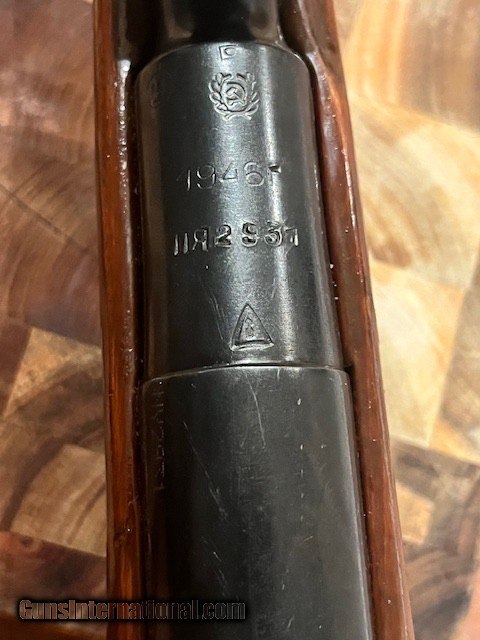 P
1946г
ПЯ2937
GunsInternational.com